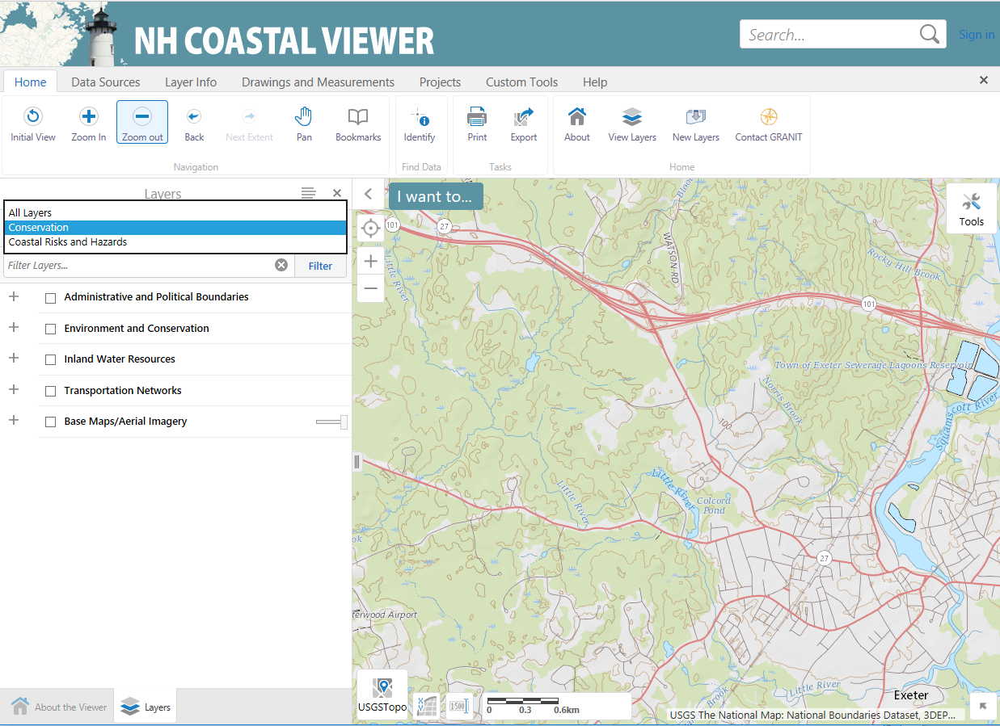 NH COASTAL VIEWER
Search...
Sign in
Home Data Sources Layer Info Drawings and Measurements Projects Custom Tools Help
Initial View Zoom In Zoom out Back Next Extent Pan Bookmarks Identify Print Export About View Layers New Layers Contact GRANIT
Navigation Find Data Tasks Home
Layers
All Layers
Conservation
Coastal Risks and Hazards
Filter Layers...
Filter
Administrative and Political Boundaries
Environment and Conservation
Inland Water Resources
Transportation Networks
Base Maps/Aerial Imagery
About the Viewer
Layers
I want to...
Tools
101
27
Little River
WATSON RD
Rocky Hill Brook
101
Town of Exeter Sewerage Lagoons Reservoir
Norris Brook
scott River
Squams
100
Little River
Little River
Colcord
Pond
ok
27
terwood Airport
Brook
Little River
Exeter
USGSTopo
1:500
0 0.3 0.6km
USGS The National Map: National Boundaries Dataset, 3DEP...